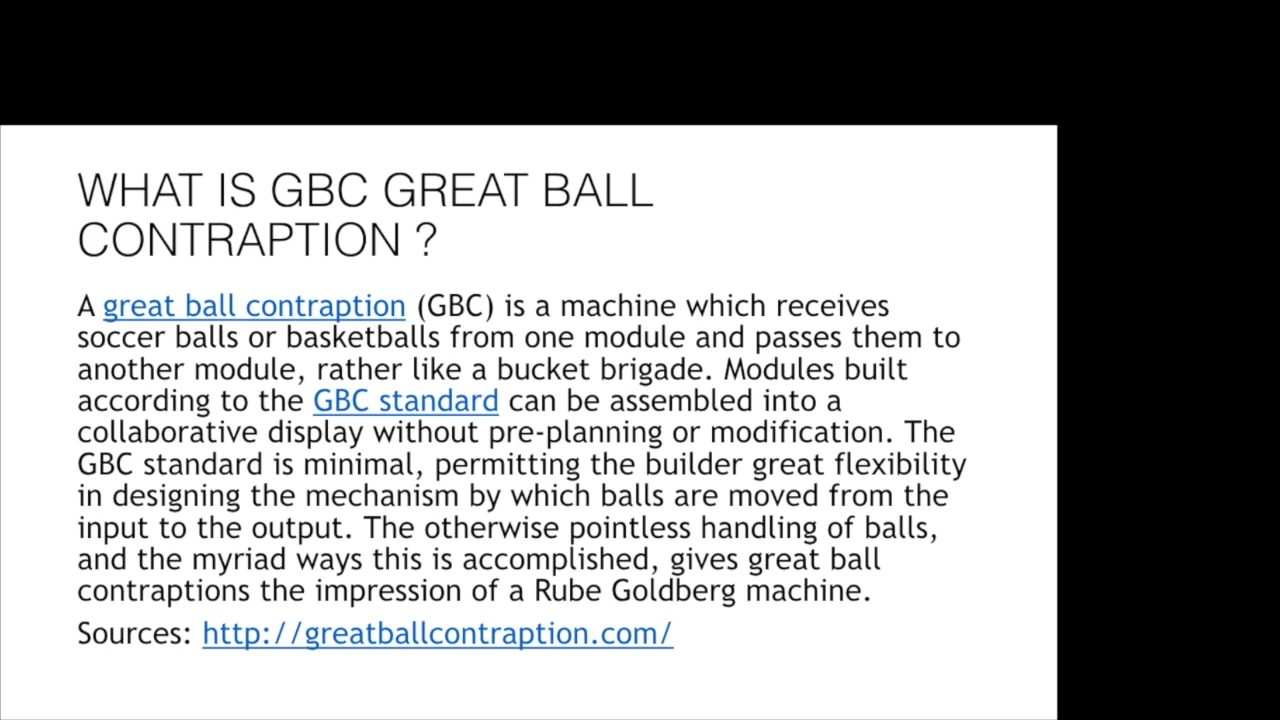 WHAT IS GBC GREAT BALL
CONTRAPTION ?
A great ball contraption (GBC) is a machine which receives
soccer balls or basketballs from one module and passes them to
another module, rather like a bucket brigade. Modules built
according to the GBC standard can be assembled into a
collaborative display without pre-planning or modification. The
GBC standard is minimal, permitting the builder great flexibility
in designing the mechanism by which balls are moved from the
input to the output. The otherwise pointless handling of balls,
and the myriad ways this is accomplished, gives great ball
contraptions the impression of a Rube Goldberg machine.
Sources: http://greatballcontraption.com/